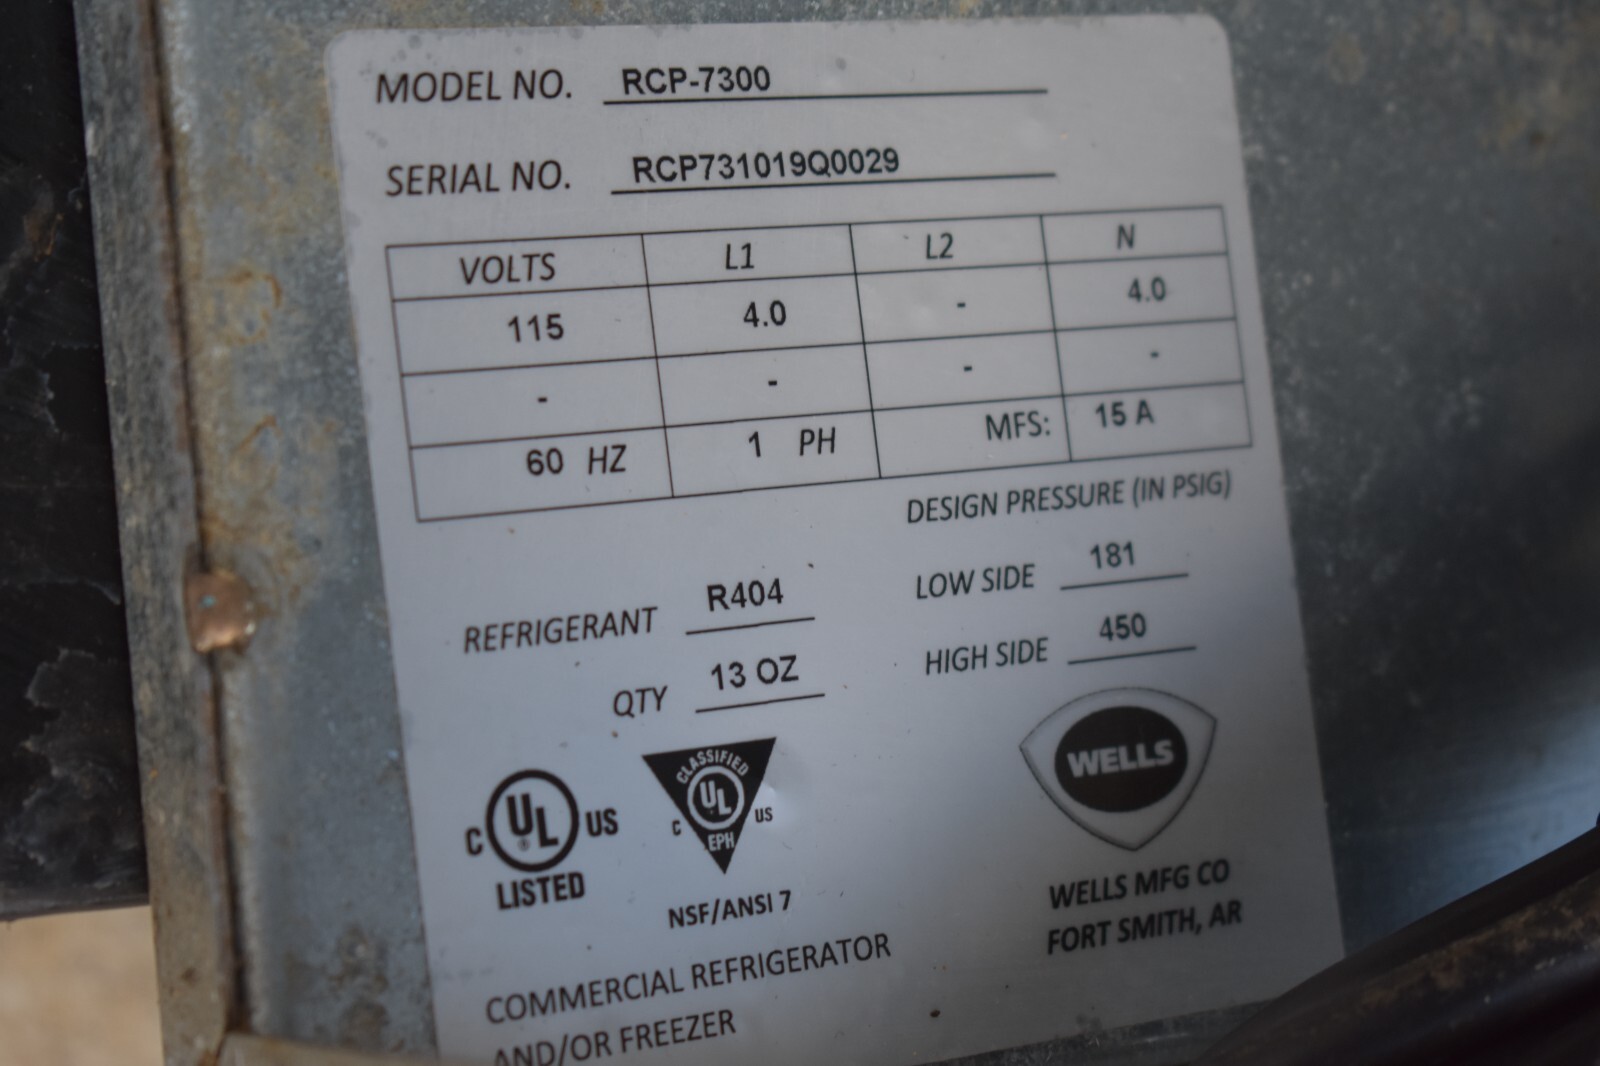 MODEL NO. RCP-7300
SERIAL NO. RCP731019Q0029
VOLTS L1 L2 N
115 4.0 - 4.0
- - - -
60 HZ 1 PH MFS: 15 A
DESIGN PRESSURE (IN PSIG)
REFRIGERANT R404 LOW SIDE 181
QTY 13 OZ HIGH SIDE 450
C UL ® US
LISTED
CLASSIFIED
C UL US
EPH
NSF/ANSI 7
WELLS
WELLS MFG CO
FORT SMITH, AR
COMMERCIAL REFRIGERATOR
AND/OR FREEZER